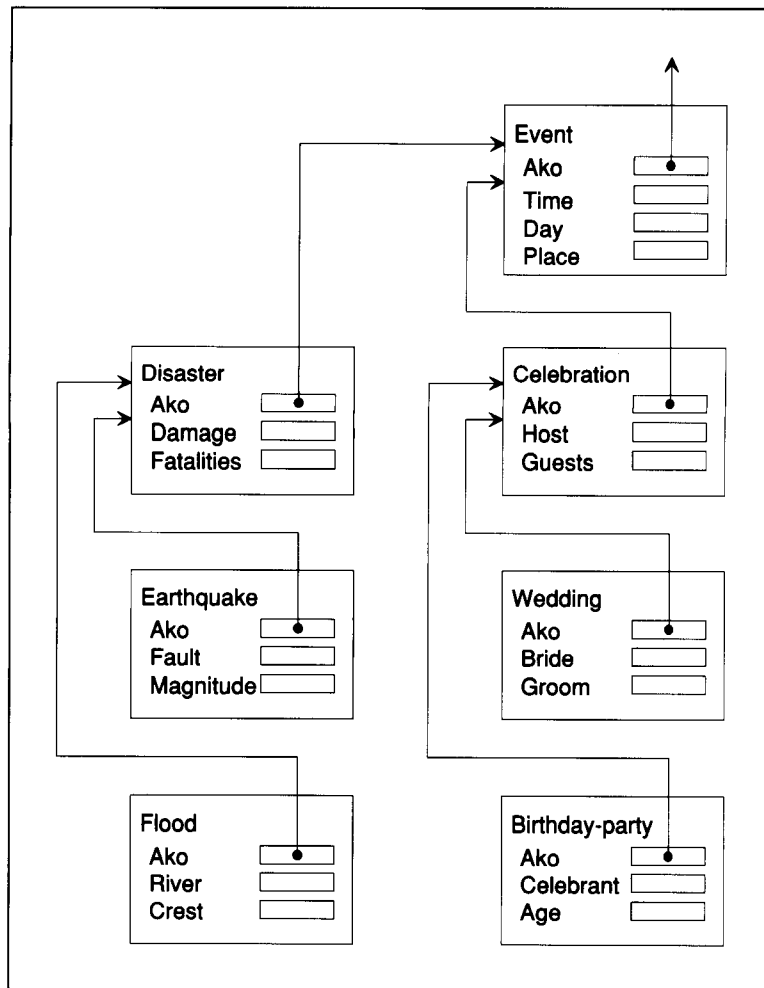 Event
Ako
Time
Day
Place
Disaster
Ako
Damage
Fatalities
Celebration
Ako
Host
Guests
Earthquake
Ako
Fault
Magnitude
Wedding
Ako
Bride
Groom
Flood
Ako
River
Crest
Birthday-party
Ako
Celebrant
Age